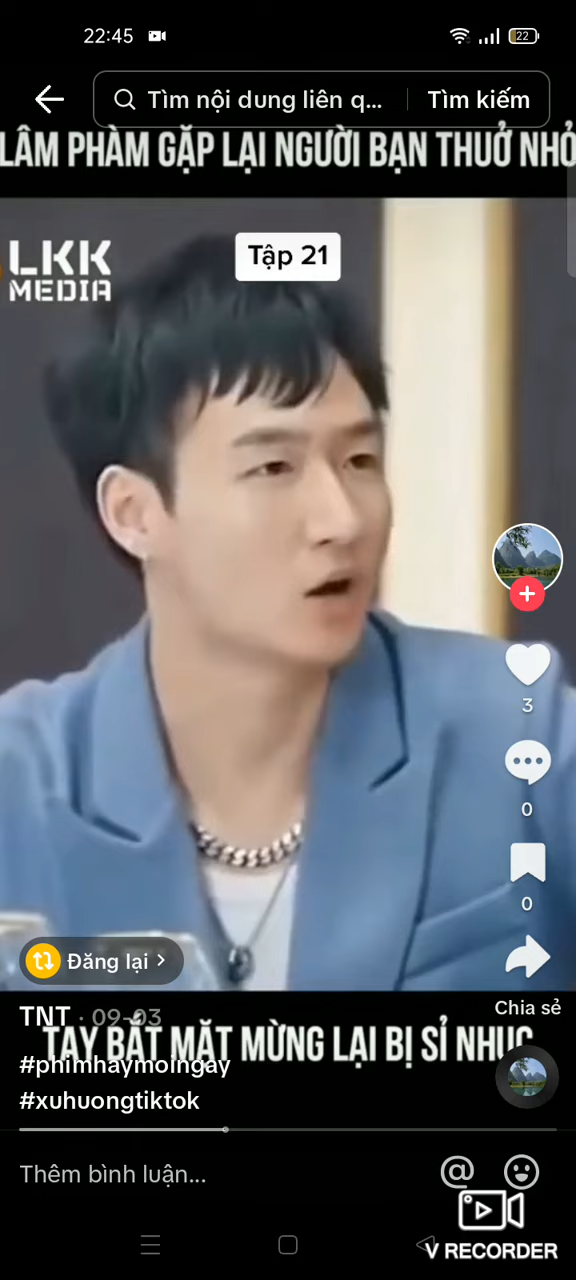 22:45
22
Tìm nội dung liên q...
Tìm kiếm
LÂM PHÀM GẶP LẠI NGƯỜI BẠN THUỞ NHỎ
LKK
MEDIA
Tập 21
3
0
0
Đăng lại
Chia sẻ
TNT · 09-03
TAY BẮT MẶT MỪNG LẠI BỊ SỈ NHỤC
#phimhaymoingay
#xuhuongtiktok
Thêm bình luận...
V RECORDER